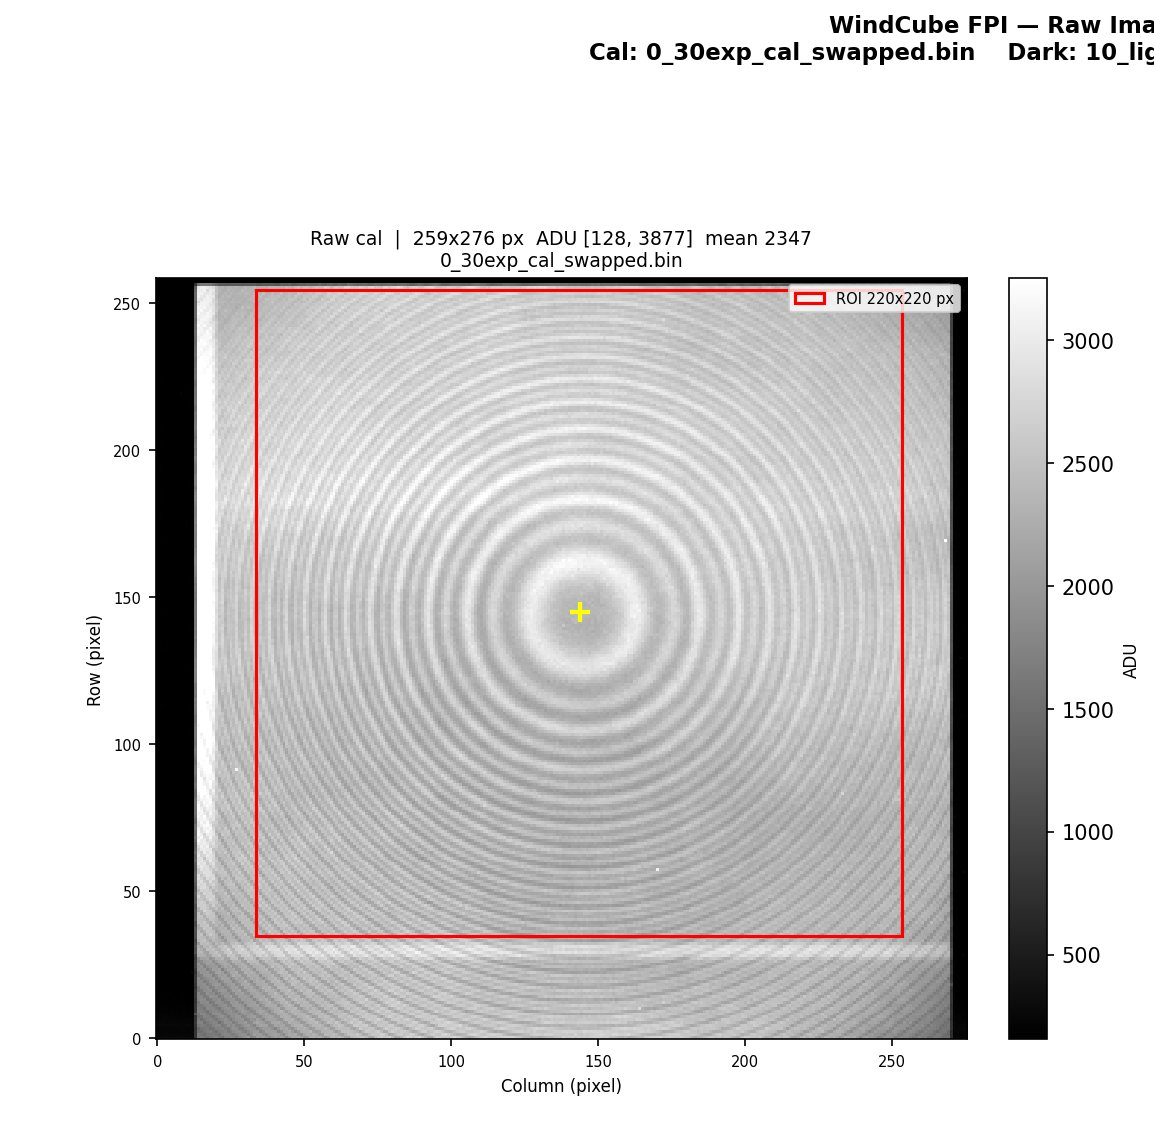 WindCube FPI — Raw Ima
Cal: 0_30exp_cal_swapped.bin    Dark: 10_lig
Raw cal  |  259x276 px  ADU [128, 3877]  mean 2347
0_30exp_cal_swapped.bin
ROI 220x220 px
250
200
150
100
50
0
Row (pixel)
0
50
100
150
200
250
Column (pixel)
3000
2500
2000
1500
1000
500
ADU